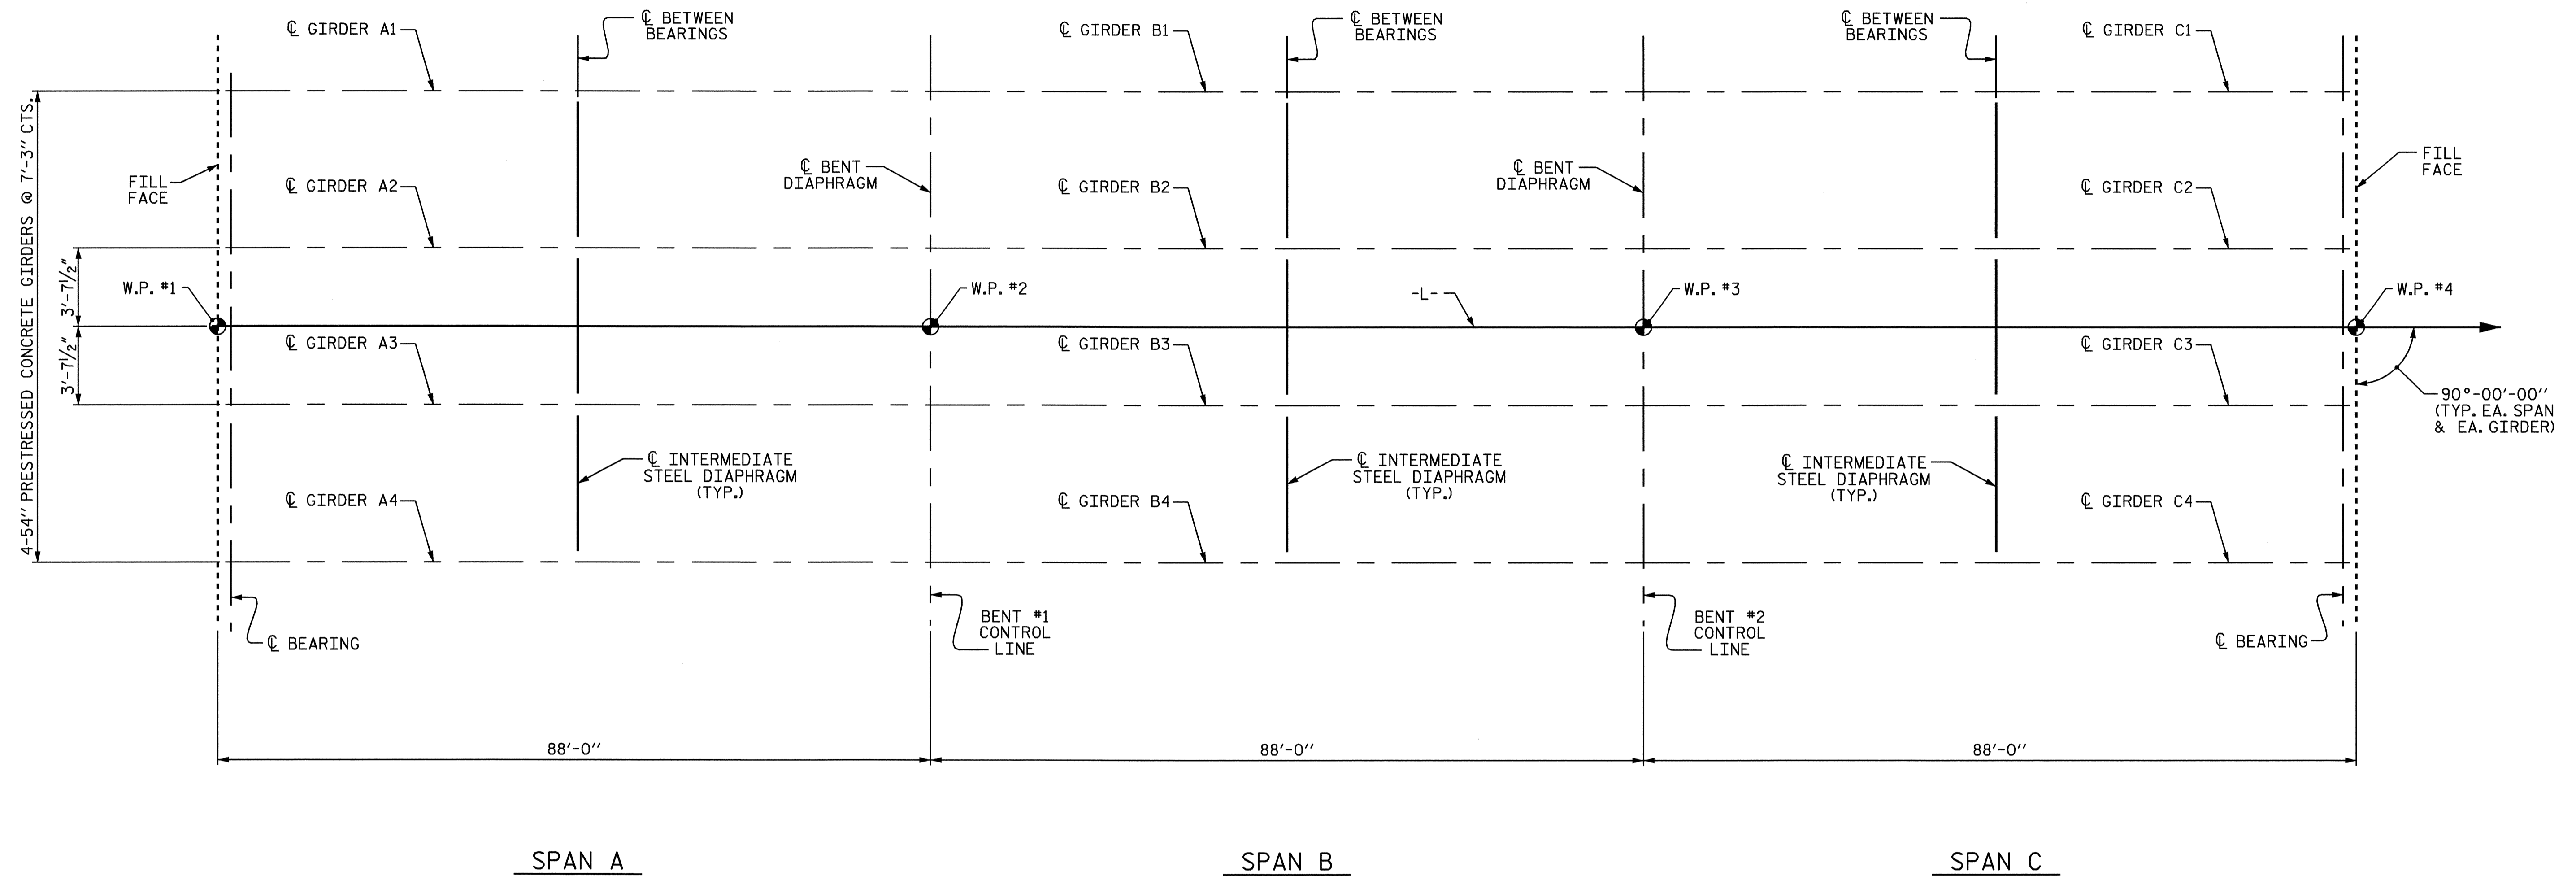 ℄ GIRDER A1
℄ BETWEEN
BEARINGS
℄ GIRDER B1
℄ BETWEEN
BEARINGS
℄ BETWEEN
BEARINGS
℄ GIRDER C1
4-54" PRESTRESSED CONCRETE GIRDERS @ 7'-3" CTS.
FILL
FACE
℄ GIRDER A2
℄ BENT
DIAPHRAGM
℄ GIRDER B2
℄ BENT
DIAPHRAGM
℄ GIRDER C2
FILL
FACE
3'-7½"
3'-7½"
W.P. #1
W.P. #2
-L-
W.P. #3
W.P. #4
℄ GIRDER A3
℄ GIRDER B3
℄ GIRDER C3
90°-00'-00"
(TYP. EA. SPAN
& EA. GIRDER)
℄ INTERMEDIATE
STEEL DIAPHRAGM
(TYP.)
℄ INTERMEDIATE
STEEL DIAPHRAGM
(TYP.)
℄ INTERMEDIATE
STEEL DIAPHRAGM
(TYP.)
℄ GIRDER A4
℄ GIRDER B4
℄ GIRDER C4
℄ BEARING
BENT #1
CONTROL
LINE
BENT #2
CONTROL
LINE
℄ BEARING
88'-0"
88'-0"
88'-0"
SPAN A
SPAN B
SPAN C